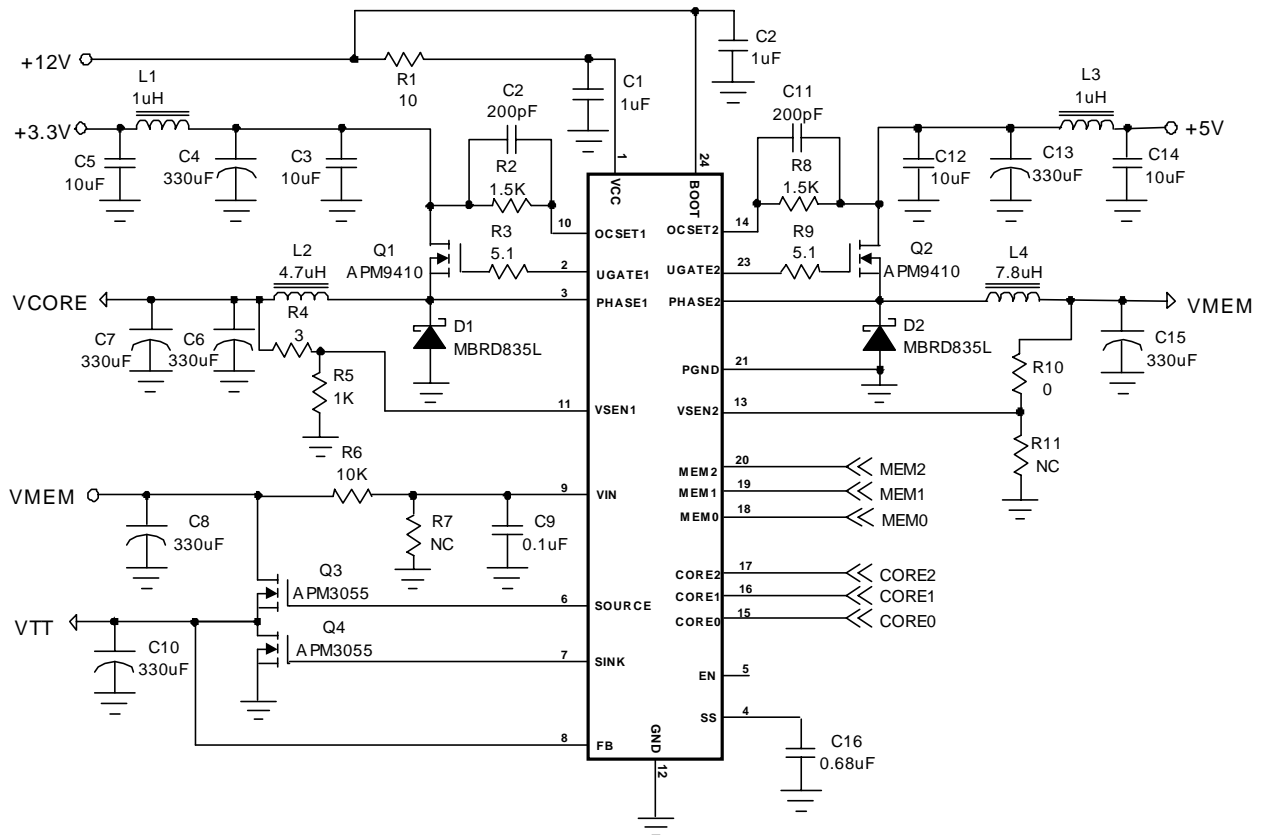 +12V
R1
10
C1
1uF
C2
1uF
L1
1uH
+3.3V
C5
10uF
C4
330uF
C3
10uF
C2
200pF
R2
1.5K
C11
200pF
R8
1.5K
L3
1uH
+5V
C12
10uF
C13
330uF
C14
10uF
1
VCC
24
BOOT
10
OCSET1
14
OCSET2
R3
5.1
2
UGATE1
Q1
APM9410
R9
5.1
23
UGATE2
Q2
APM9410
L2
4.7uH
3
PHASE1
PHASE2
L4
7.8uH
VCORE
VMEM
R4
3
C7
330uF
C6
330uF
D1
MBRD835L
D2
MBRD835L
C15
330uF
R5
1K
21
PGND
R10
0
11
VSEN1
13
VSEN2
R11
NC
R6
10K
VMEM
9
VIN
C8
330uF
R7
NC
C9
0.1uF
20
MEM2
MEM2
19
MEM1
MEM1
18
MEM0
MEM0
17
CORE2
CORE2
16
CORE1
CORE1
15
CORE0
CORE0
Q3
APM3055
6
SOURCE
VTT
Q4
APM3055
C10
330uF
7
SINK
EN
5
SS
4
C16
0.68uF
8
FB
GND
12